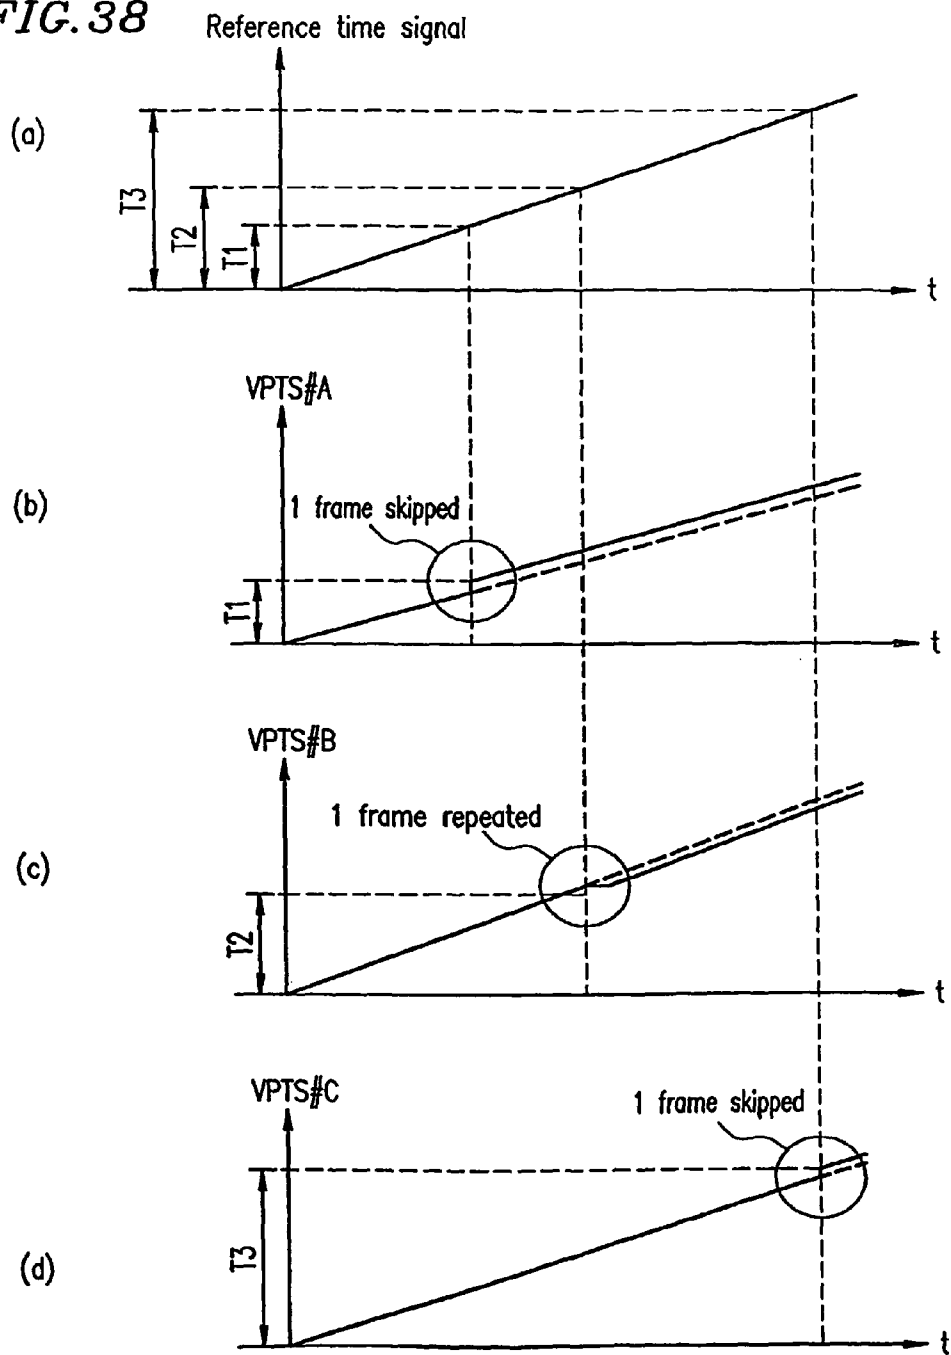 FIG.38
Reference time signal
(a)
T3
T2
T1
t
VPTS#A
(b)
1 frame skipped
T1
t
VPTS#B
1 frame repeated
(c)
T2
t
VPTS#C
1 frame skipped
(d)
T3
t